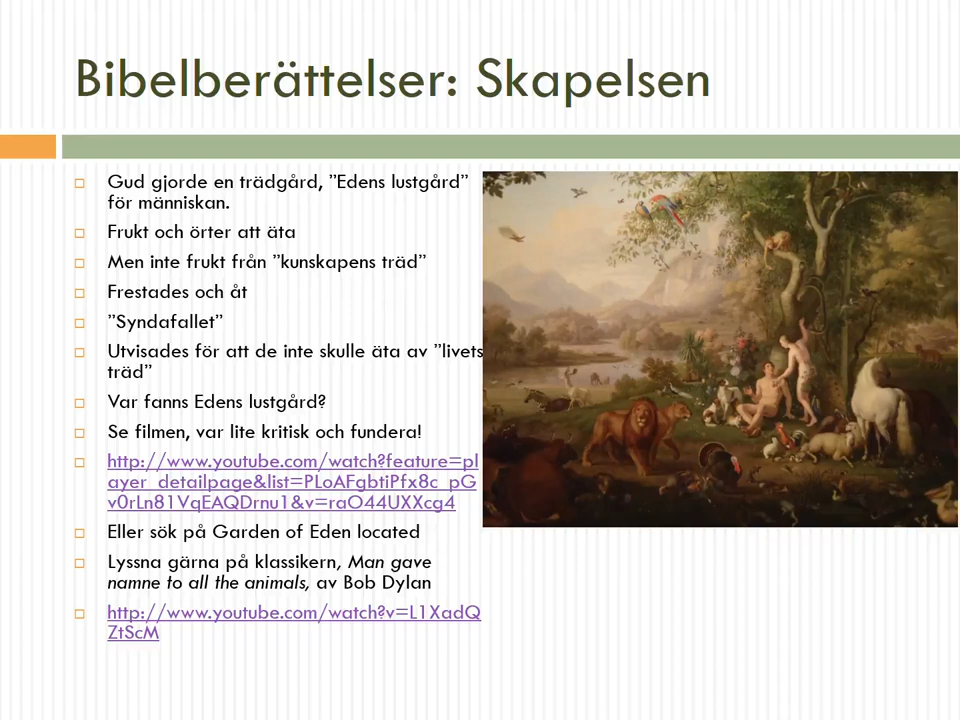 Bibelberättelser: Skapelsen
Gud gjorde en trädgård, ”Edens lustgård”
för människan.
Frukt och örter att äta
Men inte frukt från ”kunskapens träd”
Frestades och åt
”Syndafallet”
Utvisades för att de inte skulle äta av ”livets
träd”
Var fanns Edens lustgård?
Se filmen, var lite kritisk och fundera!
http://www.youtube.com/watch?feature=pl
ayer_detailpage&list=PLoAFgbtiPfx8c_pG
v0rLn81VqEAQDrnu1&v=raO44UXXcg4
Eller sök på Garden of Eden located
Lyssna gärna på klassikern, Man gave
namne to all the animals, av Bob Dylan
http://www.youtube.com/watch?v=L1XadQ
ZtScM